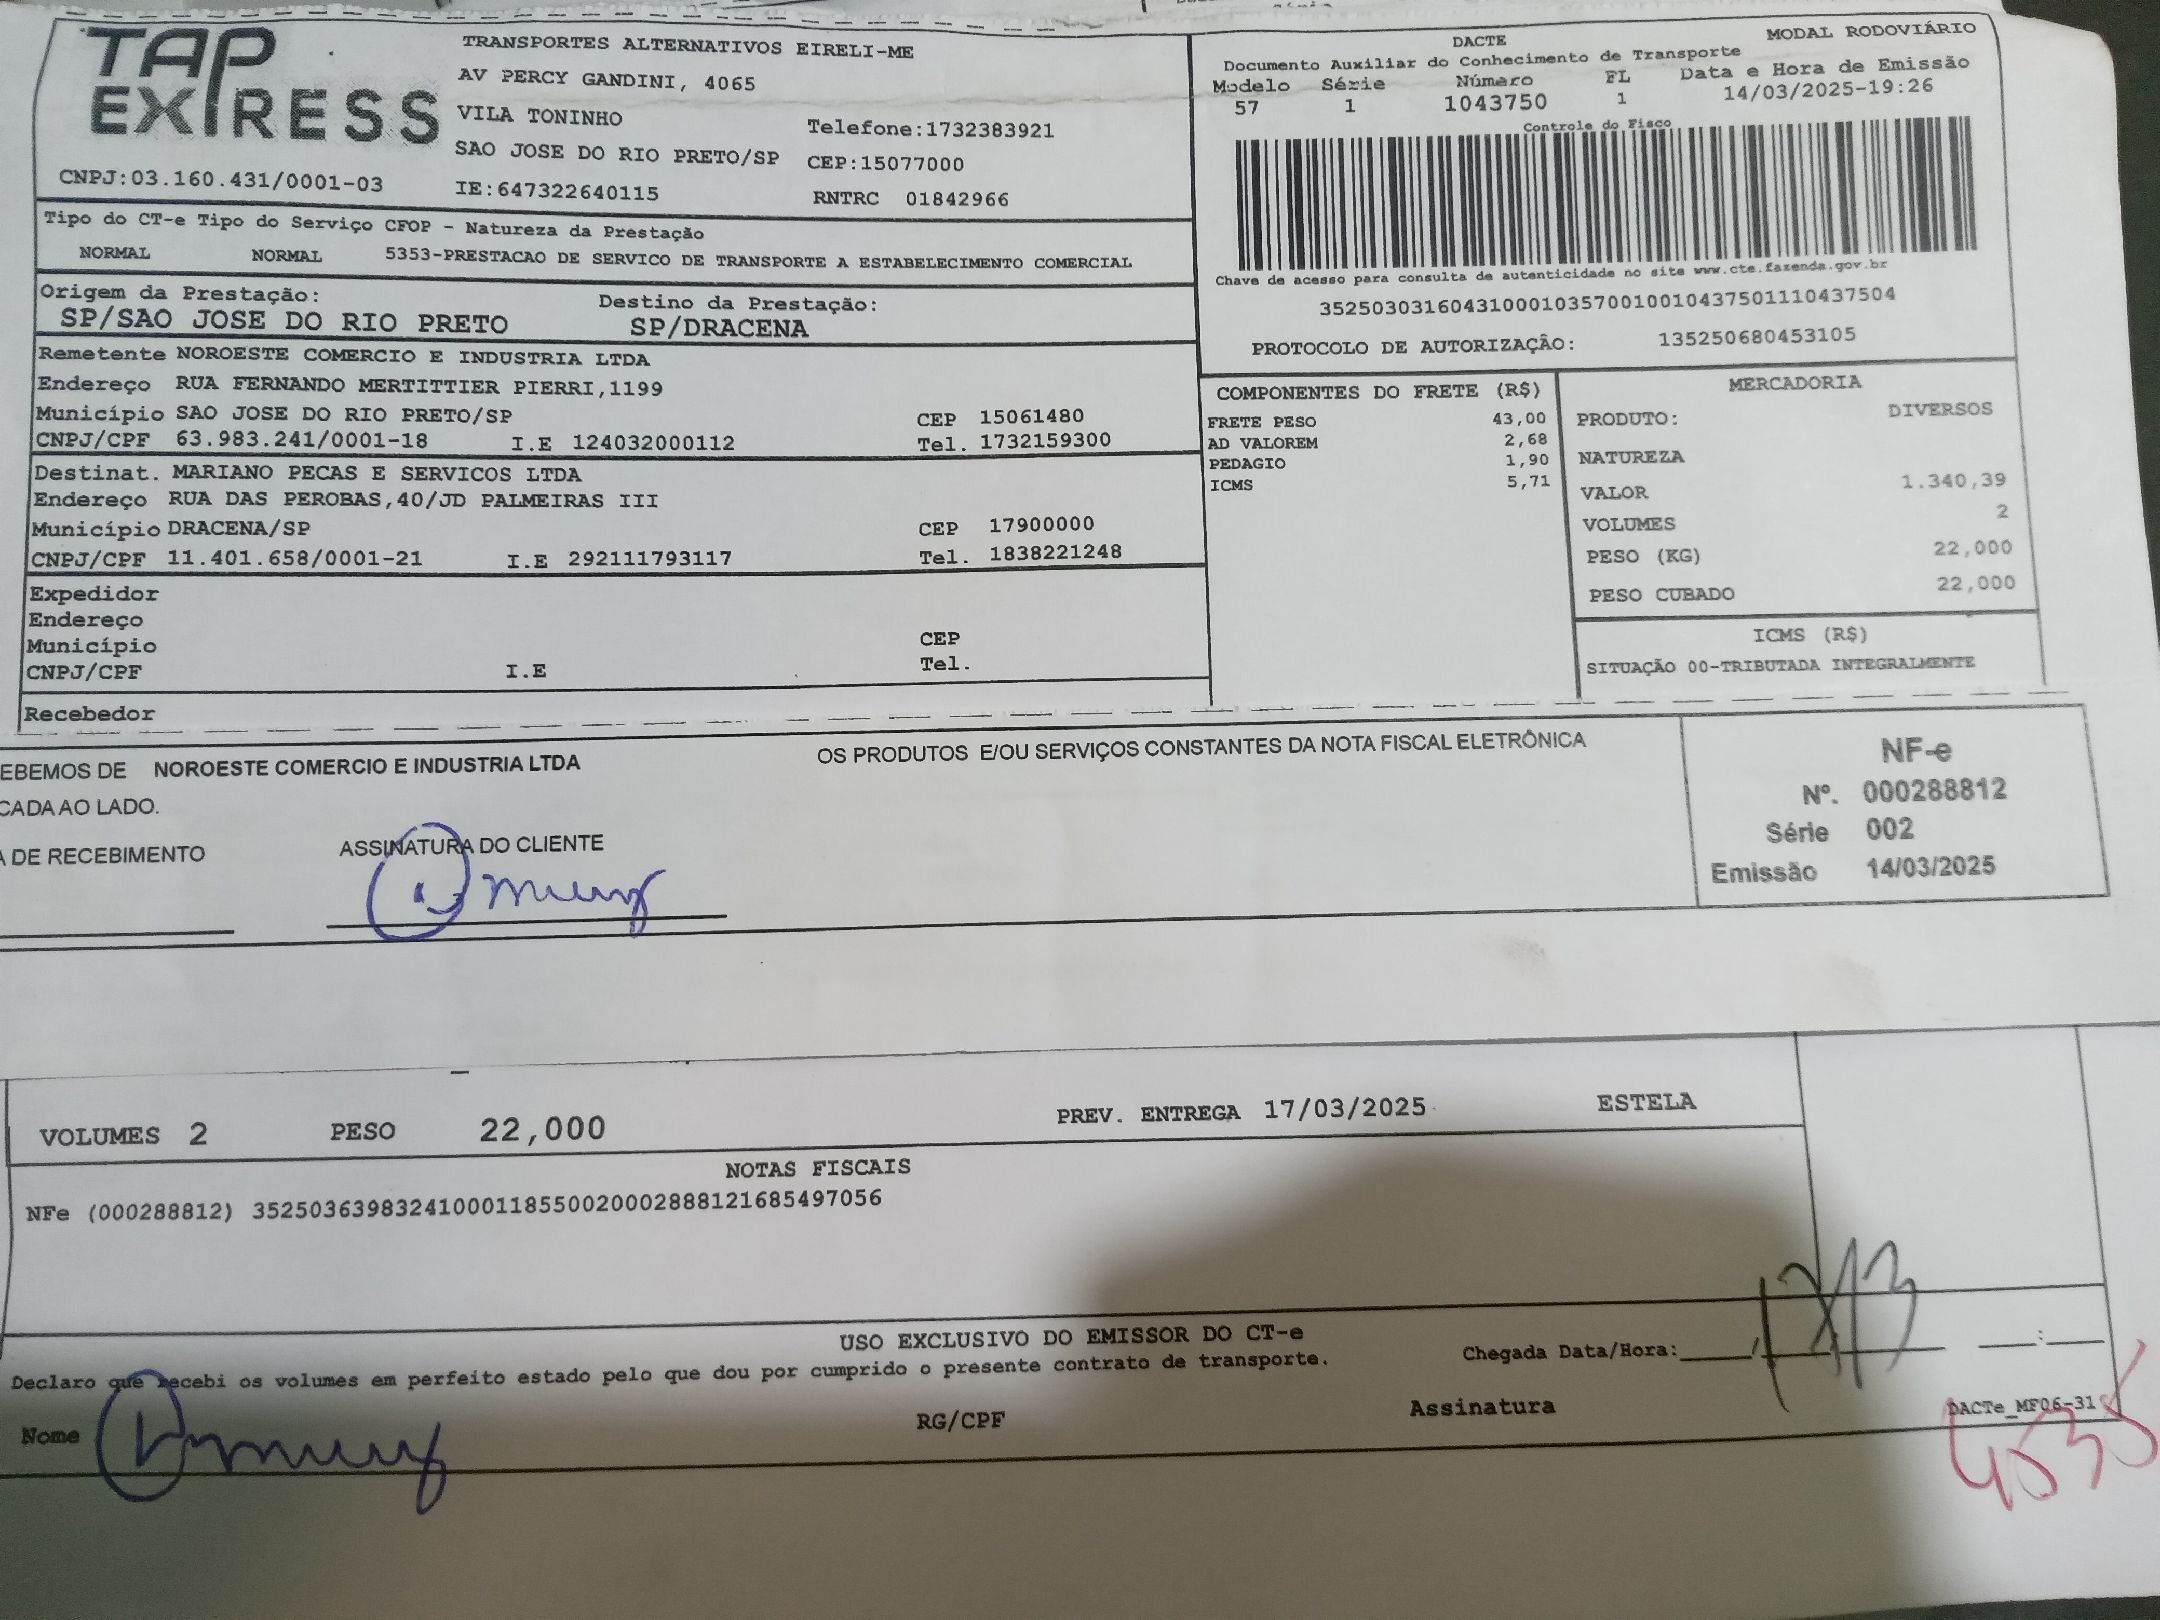 TAP EXPRESS
CNPJ:03.160.431/0001-03
TRANSPORTES ALTERNATIVOS EIRELI-ME
AV PERCY GANDINI, 4065
VILA TONINHO
Telefone:1732383921
SAO JOSE DO RIO PRETO/SP CEP:15077000
IE:647322640115 RNTRC 01842966
DACTE MODAL RODOVIÁRIO
Documento Auxiliar do Conhecimento de Transporte
Modelo Série Número FL Data e Hora de Emissão
57 1 1043750 1 14/03/2025-19:26
Controle do Fisco
Chave de acesso para consulta de autenticidade no site www.cte.fazenda.gov.br
35250303160431000103570010010437501110437504
PROTOCOLO DE AUTORIZAÇÃO: 135250680453105
Tipo do CT-e Tipo do Serviço CFOP - Natureza da Prestação
NORMAL NORMAL 5353-PRESTACAO DE SERVICO DE TRANSPORTE A ESTABELECIMENTO COMERCIAL
Origem da Prestação: Destino da Prestação:
SP/SAO JOSE DO RIO PRETO SP/DRACENA
Remetente NOROESTE COMERCIO E INDUSTRIA LTDA
Endereço RUA FERNANDO MERTITTIER PIERRI,1199
Município SAO JOSE DO RIO PRETO/SP CEP 15061480
CNPJ/CPF 63.983.241/0001-18 I.E 124032000112 Tel. 1732159300
Destinat. MARIANO PECAS E SERVICOS LTDA
Endereço RUA DAS PEROBAS,40/JD PALMEIRAS III
Município DRACENA/SP CEP 17900000
CNPJ/CPF 11.401.658/0001-21 I.E 292111793117 Tel. 1838221248
Expedidor
Endereço
Município CEP
CNPJ/CPF I.E Tel.
Recebedor
COMPONENTES DO FRETE (R$)
FRETE PESO 43,00
AD VALOREM 2,68
PEDAGIO 1,90
ICMS 5,71
MERCADORIA
PRODUTO: DIVERSOS
NATUREZA
VALOR 1.340,39
VOLUMES 2
PESO (KG) 22,000
PESO CUBADO 22,000
ICMS (R$)
SITUAÇÃO 00-TRIBUTADA INTEGRALMENTE
EBEMOS DE NOROESTE COMERCIO E INDUSTRIA LTDA OS PRODUTOS E/OU SERVIÇOS CONSTANTES DA NOTA FISCAL ELETRÔNICA
CADA AO LADO.
A DE RECEBIMENTO ASSINATURA DO CLIENTE
NF-e
Nº. 000288812
Série 002
Emissão 14/03/2025
VOLUMES 2 PESO 22,000 PREV. ENTREGA 17/03/2025 ESTELA
NOTAS FISCAIS
NFe (000288812) 35250363983241000118550020002888121685497056
USO EXCLUSIVO DO EMISSOR DO CT-e
Declaro que recebi os volumes em perfeito estado pelo que dou por cumprido o presente contrato de transporte.
Chegada Data/Hora: 17/3
Nome RG/CPF Assinatura
DACTe_MF06-31